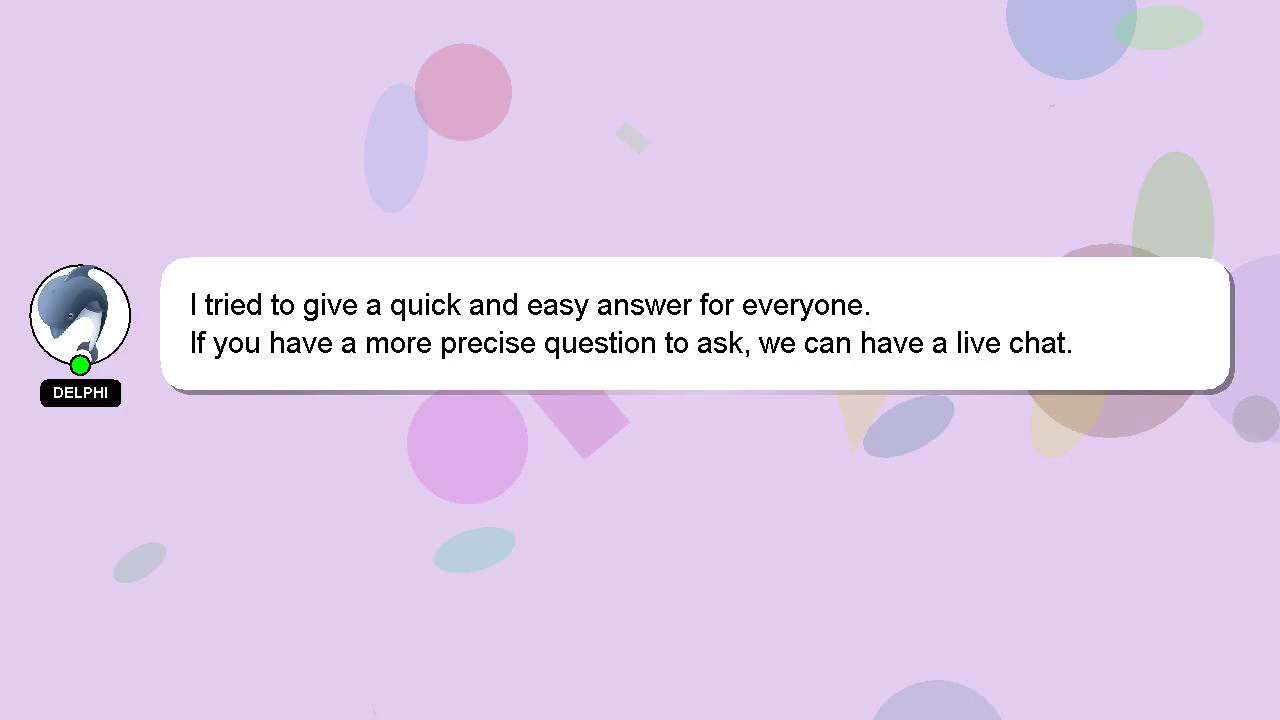 I tried to give a quick and easy answer for everyone.
If you have a more precise question to ask, we can have a live chat.
DELPHI